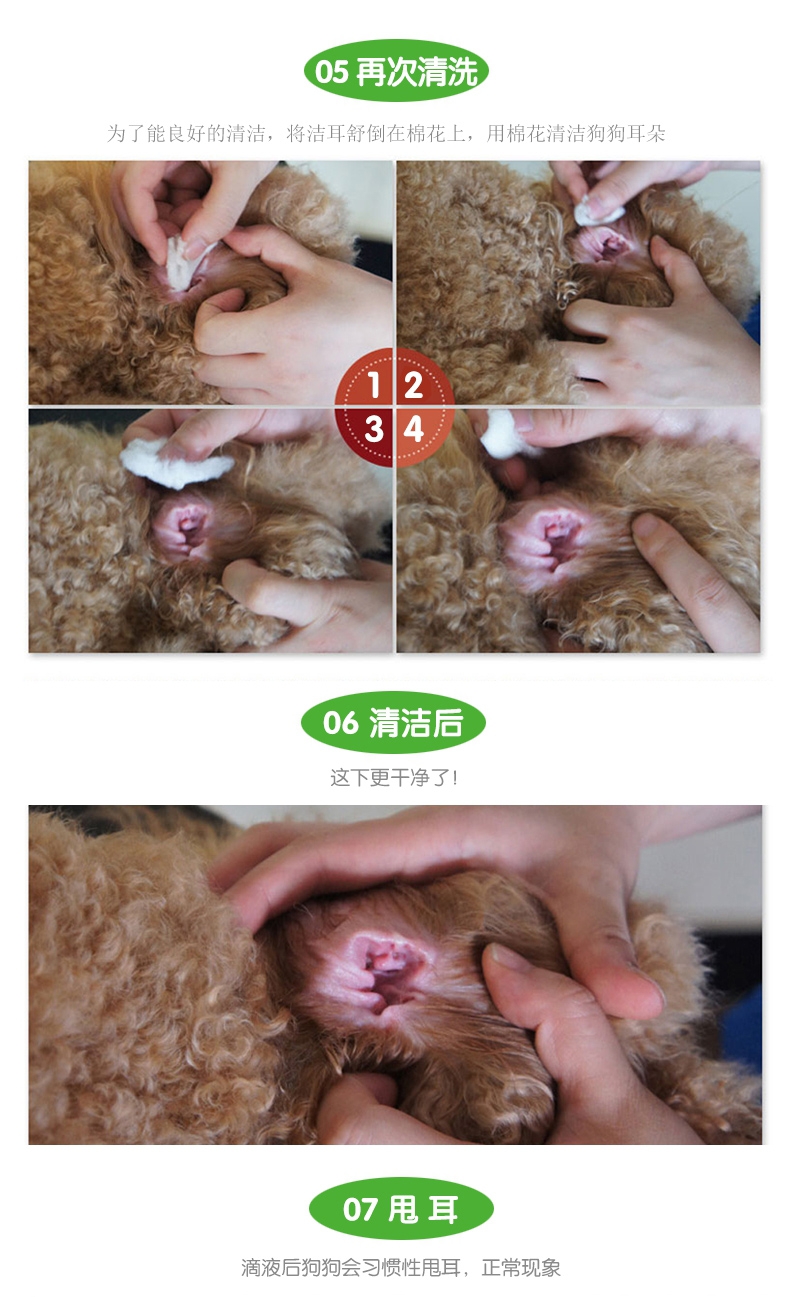 05 再次清洗
为了能良好的清洁，将洁耳舒倒在棉花上，用棉花清洁狗狗耳朵
1 2
3 4
06 清洁后
这下更干净了!
07 甩 耳
滴液后狗狗会习惯性甩耳，正常现象